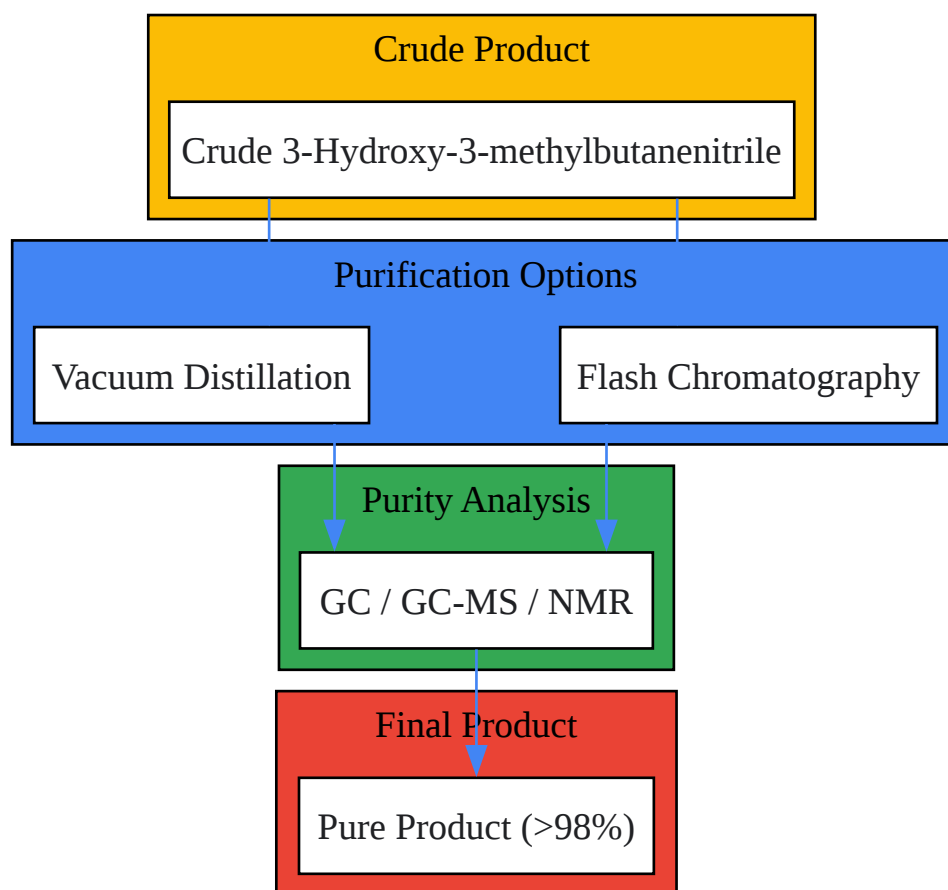 Crude Product
Crude 3-Hydroxy-3-methylbutanenitrile
Purification Options
Vacuum Distillation
Flash Chromatography
Purity Analysis
GC / GC-MS / NMR
Final Product
Pure Product (>98%)